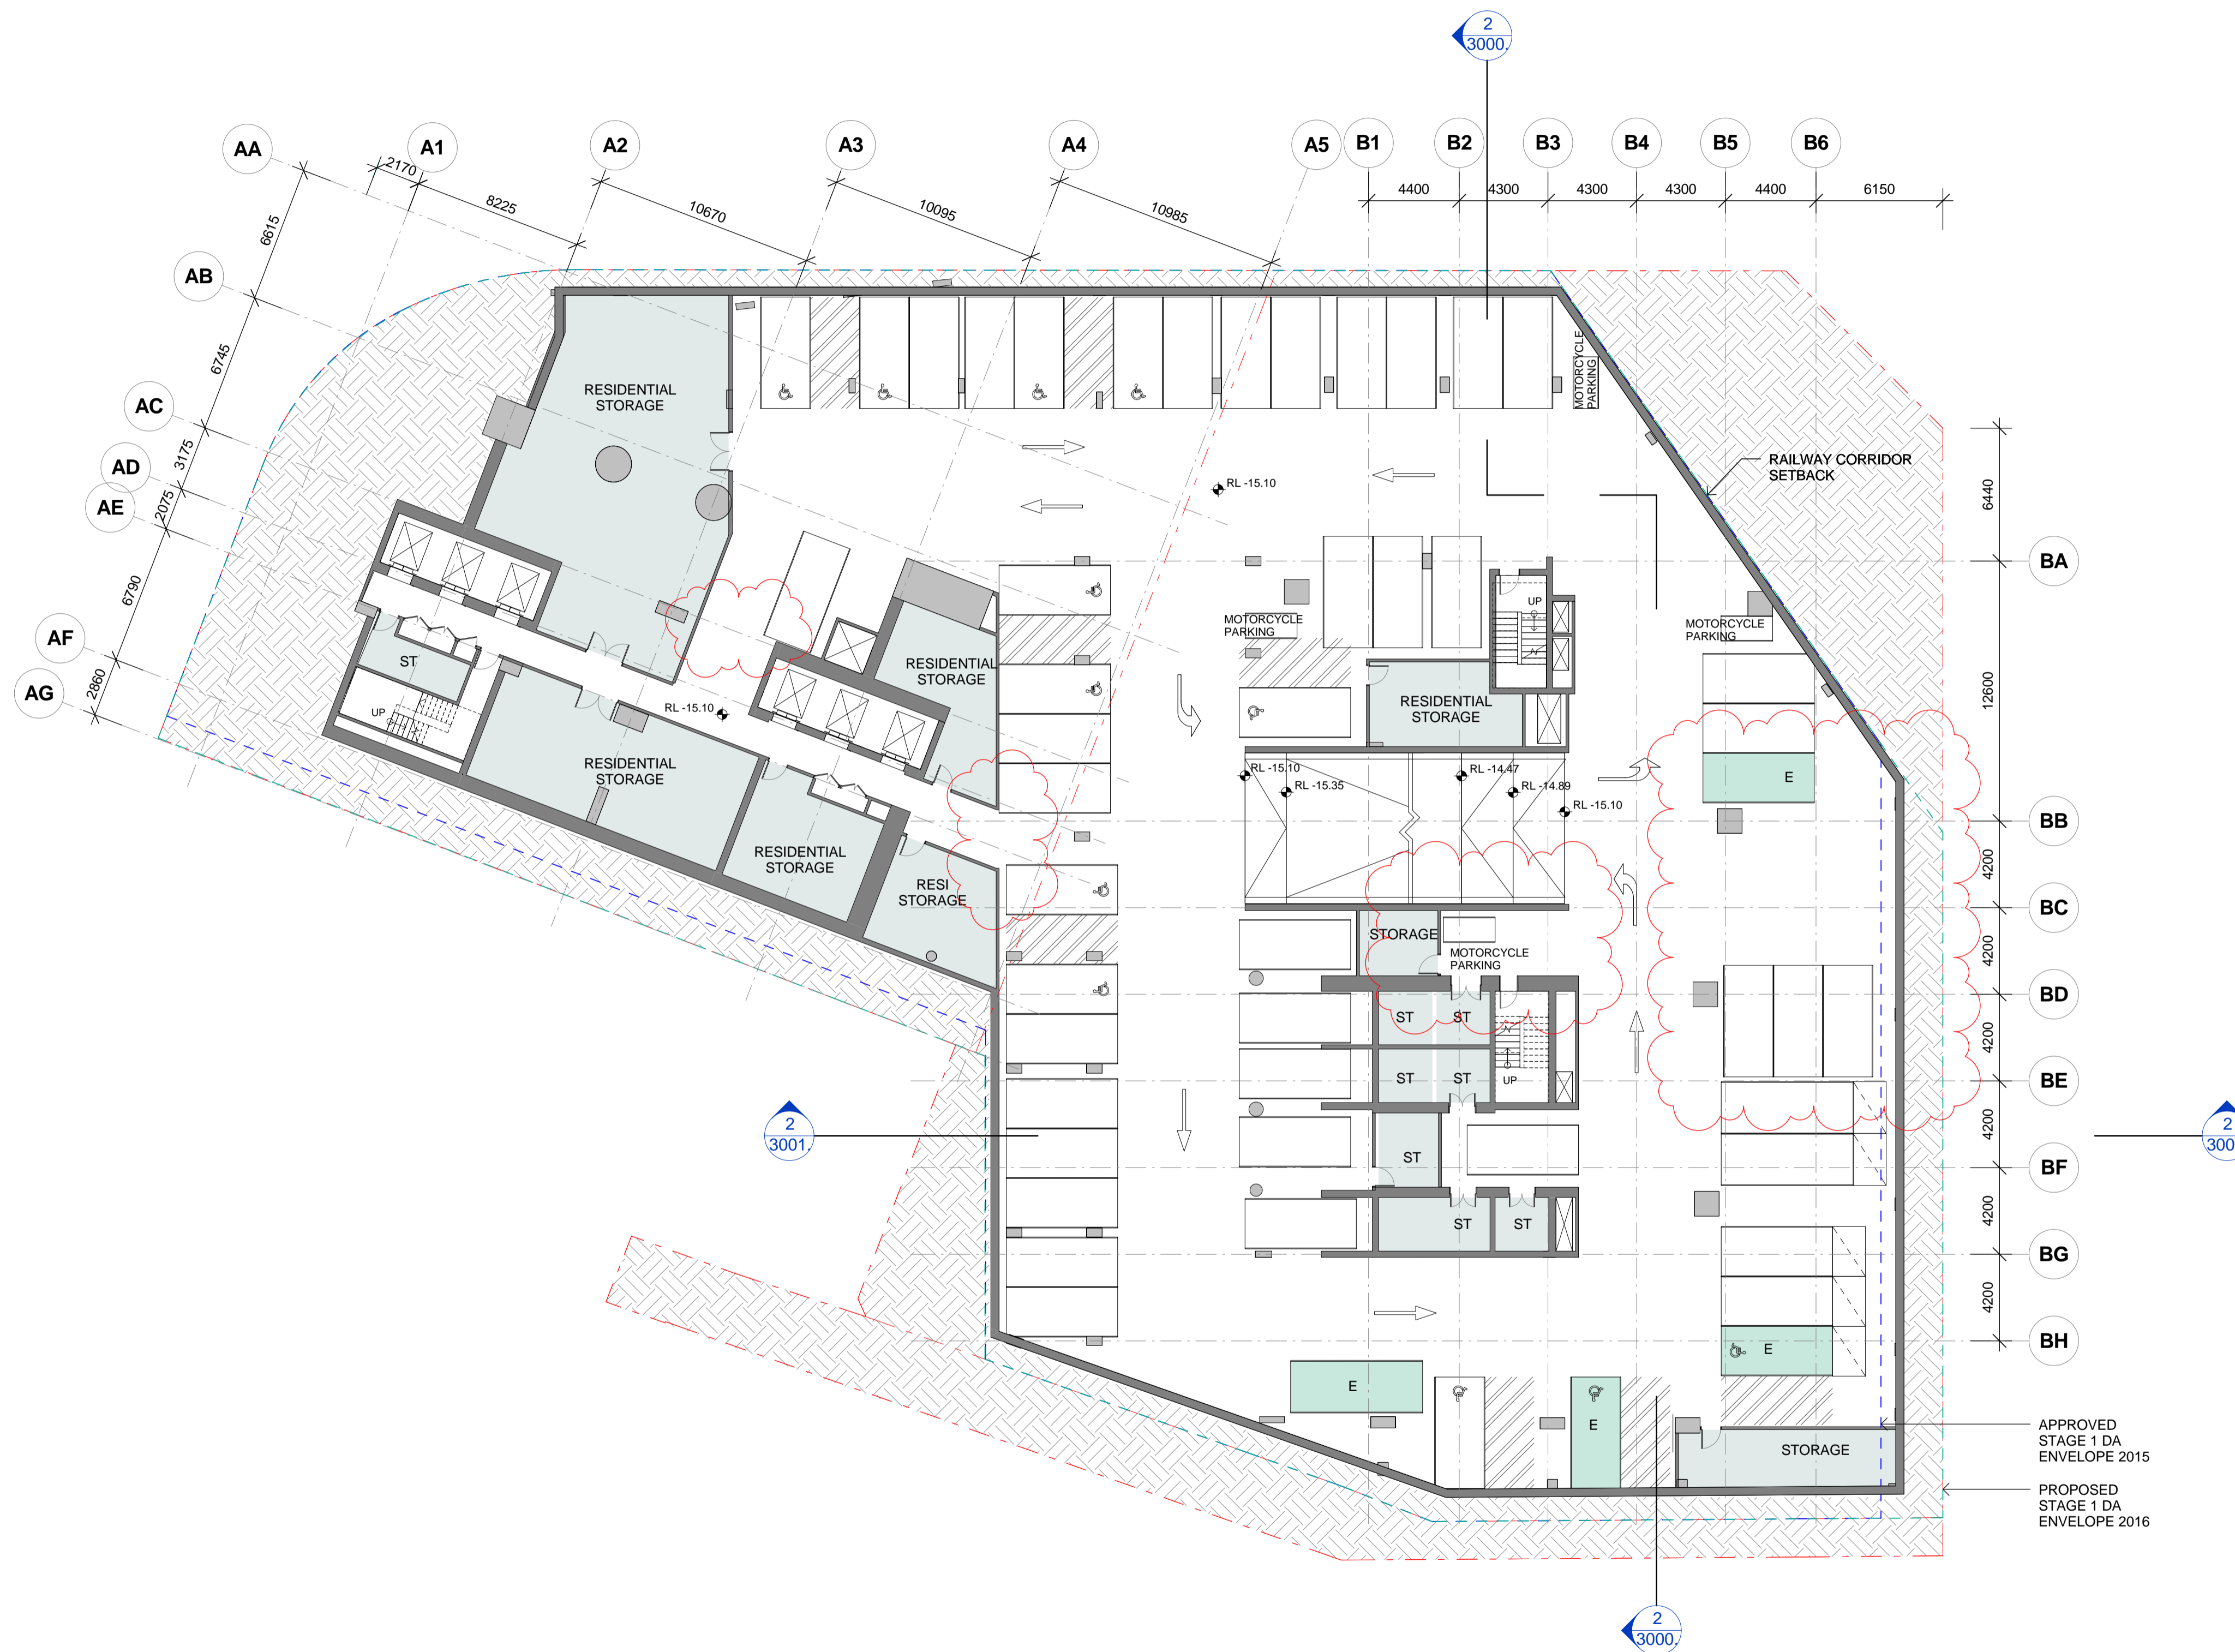 2
3000.
AA
A1
A2
A3
A4
A5
B1
B2
B3
B4
B5
B6
2170
8225
10670
10095
10985
4400
4300
4300
4300
4400
6150
6615
AB
6745
AC
3175
AD
2075
AE
6790
AF
2860
AG
RESIDENTIAL
STORAGE
MOTORCYCLE
PARKING
RAILWAY CORRIDOR
SETBACK
RL -15.10
6440
BA
UP
MOTORCYCLE
PARKING
MOTORCYCLE
PARKING
ST
RESIDENTIAL
STORAGE
RESIDENTIAL
STORAGE
12600
UP
RL -15.10
RESIDENTIAL
STORAGE
RL -15.10
RL -15.35
RL -14.47
RL -14.89
RL -15.10
E
BB
RESIDENTIAL
STORAGE
4200
RESI
STORAGE
BC
STORAGE
MOTORCYCLE
PARKING
4200
BD
ST
ST
4200
ST
ST
UP
BE
2
3001.
4200
2
300
ST
BF
4200
ST
ST
BG
4200
BH
E
E
E
STORAGE
APPROVED
STAGE 1 DA
ENVELOPE 2015
PROPOSED
STAGE 1 DA
ENVELOPE 2016
2
3000.